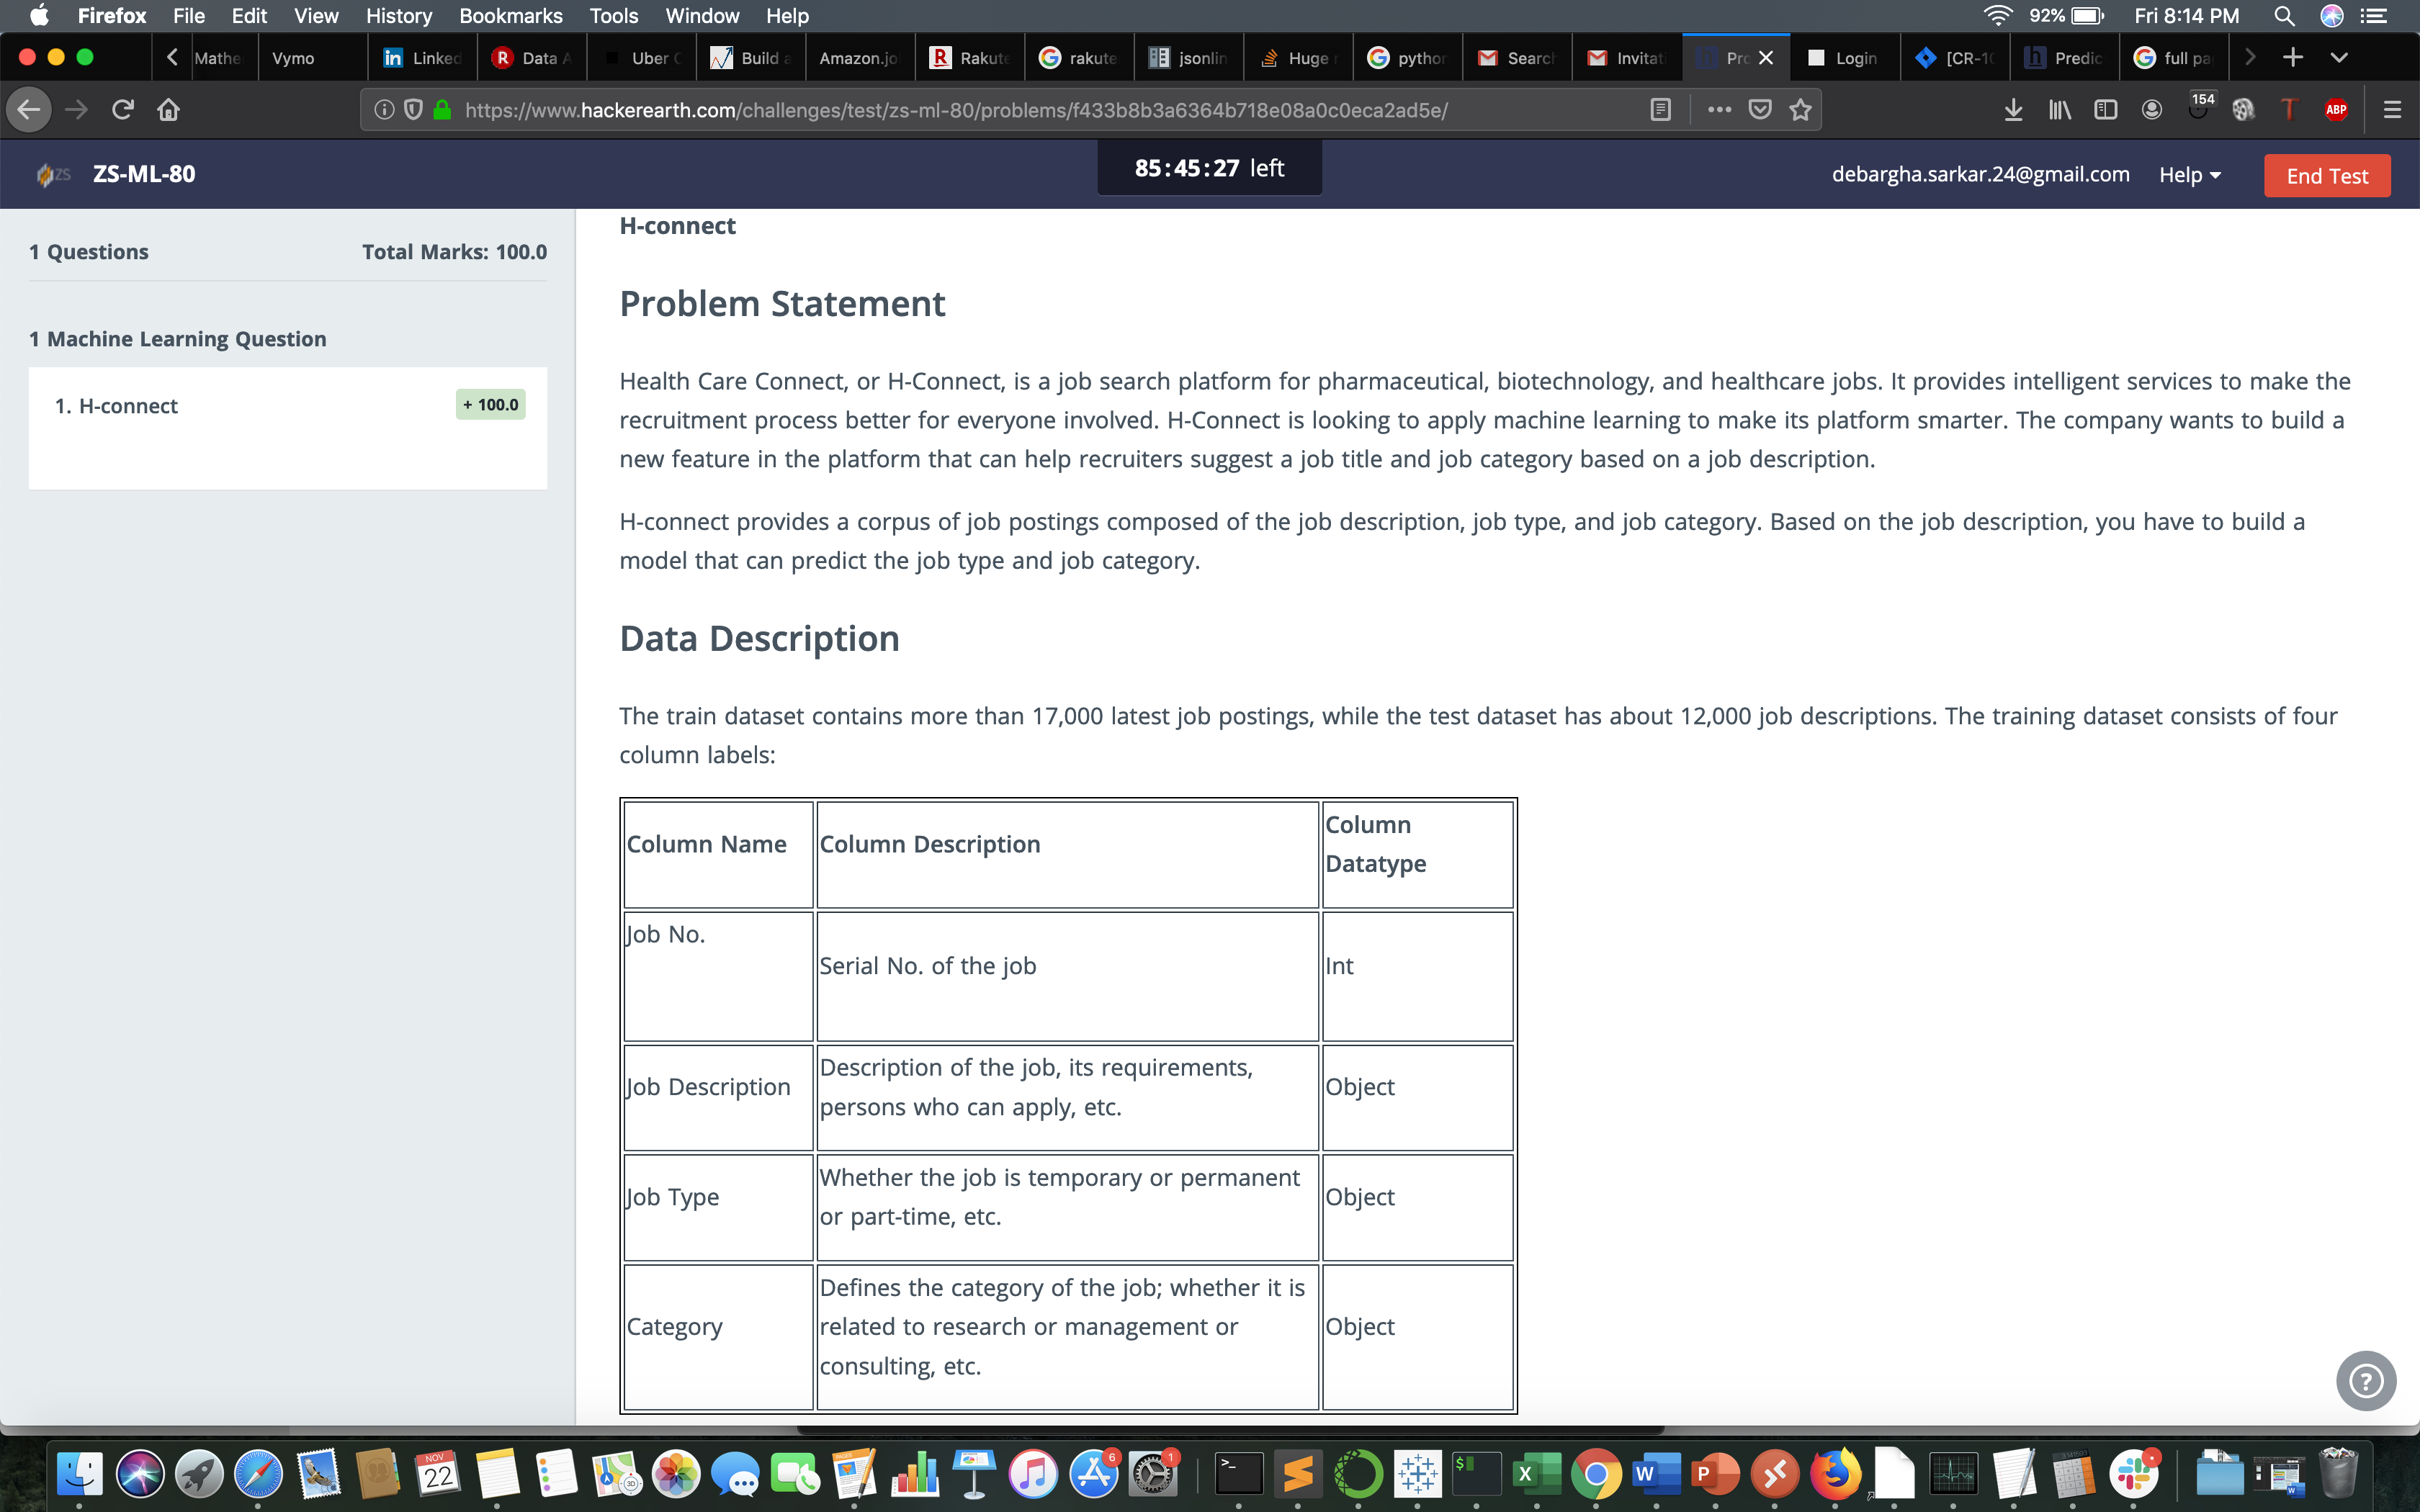 Firefox File Edit View History Bookmarks Tools Window Help 92% Fri 8:14 PM
Mathe Vymo Linked Data A Uber C Build a Amazon.jo Rakute rakute jsonlin Huge python Search Invitati Pro Login [CR-10 Predic full pa
https://www.hackerearth.com/challenges/test/zs-ml-80/problems/f433b8b3a6364b718e08a0c0eca2ad5e/ 154 T ABP
ZS ZS-ML-80 85:45:27 left debargha.sarkar.24@gmail.com Help End Test
1 Questions Total Marks: 100.0
1 Machine Learning Question
1. H-connect + 100.0
H-connect
Problem Statement
Health Care Connect, or H-Connect, is a job search platform for pharmaceutical, biotechnology, and healthcare jobs. It provides intelligent services to make the
recruitment process better for everyone involved. H-Connect is looking to apply machine learning to make its platform smarter. The company wants to build a
new feature in the platform that can help recruiters suggest a job title and job category based on a job description.
H-connect provides a corpus of job postings composed of the job description, job type, and job category. Based on the job description, you have to build a
model that can predict the job type and job category.
Data Description
The train dataset contains more than 17,000 latest job postings, while the test dataset has about 12,000 job descriptions. The training dataset consists of four
column labels:
Column Name Column Description Column
Datatype
Job No. Serial No. of the job Int
Job Description Description of the job, its requirements,
persons who can apply, etc. Object
Job Type Whether the job is temporary or permanent
or part-time, etc. Object
Category Defines the category of the job; whether it is
related to research or management or
consulting, etc. Object
?
NOV
22
6
1